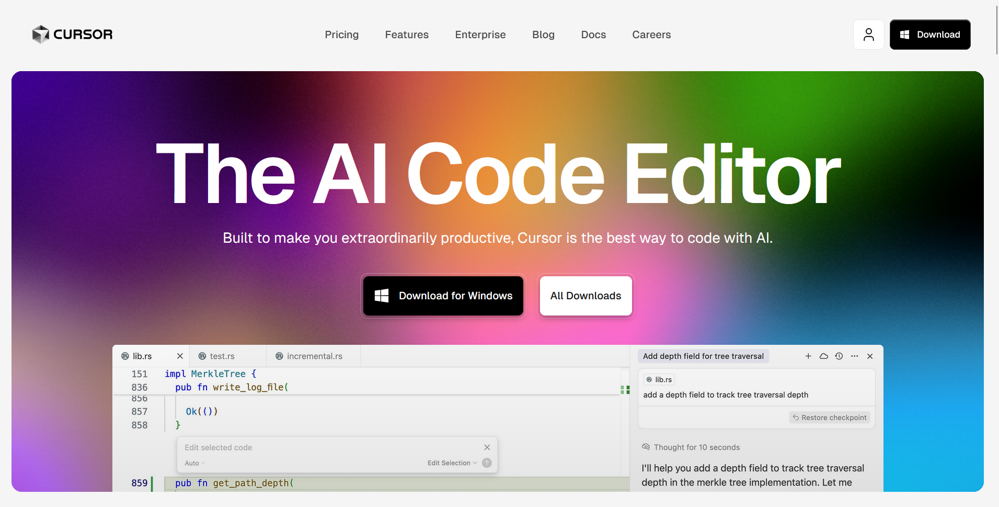 CURSOR
Pricing
Features
Enterprise
Blog
Docs
Careers
Download
The AI Code Editor
Built to make you extraordinarily productive, Cursor is the best way to code with AI.
Download for Windows
All Downloads
lib.rs
test.rs
incremental.rs
151 impl MerkleTree {
836 pub fn write_log_file(
856
857 Ok(())
858 }
Edit selected code
Auto
Edit Selection
859 pub fn get_path_depth(
Add depth field for tree traversal
lib.rs
add a depth field to track tree traversal depth
Restore checkpoint
Thought for 10 seconds
I'll help you add a depth field to track tree traversal
depth in the merkle tree implementation. Let me